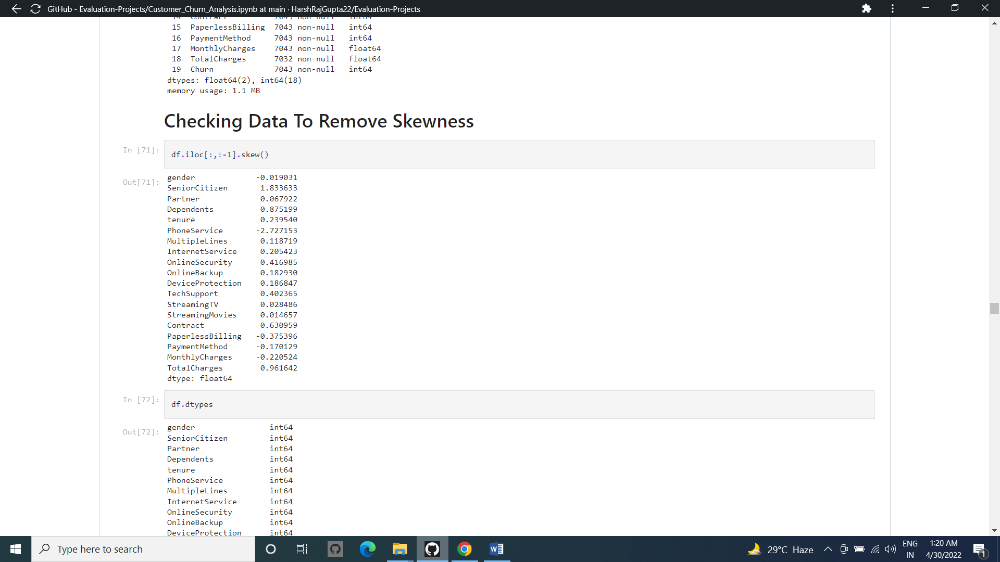 GitHub - Evaluation-Projects/Customer_Churn_Analysis.ipynb at main · HarshRajGupta22/Evaluation-Projects
14 Contract 7043 non-null int64
15 PaperlessBilling 7043 non-null int64
16 PaymentMethod 7043 non-null int64
17 MonthlyCharges 7043 non-null float64
18 TotalCharges 7032 non-null float64
19 Churn 7043 non-null int64
dtypes: float64(2), int64(18)
memory usage: 1.1 MB
Checking Data To Remove Skewness
In [71]: df.iloc[:,:-1].skew()
Out[71]: gender -0.019031
SeniorCitizen 1.833633
Partner 0.067922
Dependents 0.875199
tenure 0.239540
PhoneService -2.727153
MultipleLines 0.118719
InternetService 0.205423
OnlineSecurity 0.416985
OnlineBackup 0.182930
DeviceProtection 0.186847
TechSupport 0.402365
StreamingTV 0.028486
StreamingMovies 0.014657
Contract 0.630959
PaperlessBilling -0.375396
PaymentMethod -0.170129
MonthlyCharges -0.220524
TotalCharges 0.961642
dtype: float64
In [72]: df.dtypes
Out[72]: gender int64
SeniorCitizen int64
Partner int64
Dependents int64
tenure int64
PhoneService int64
MultipleLines int64
InternetService int64
OnlineSecurity int64
OnlineBackup int64
DeviceProtection int64
Type here to search
29°C Haze
ENG
IN
1:20 AM
4/30/2022
1